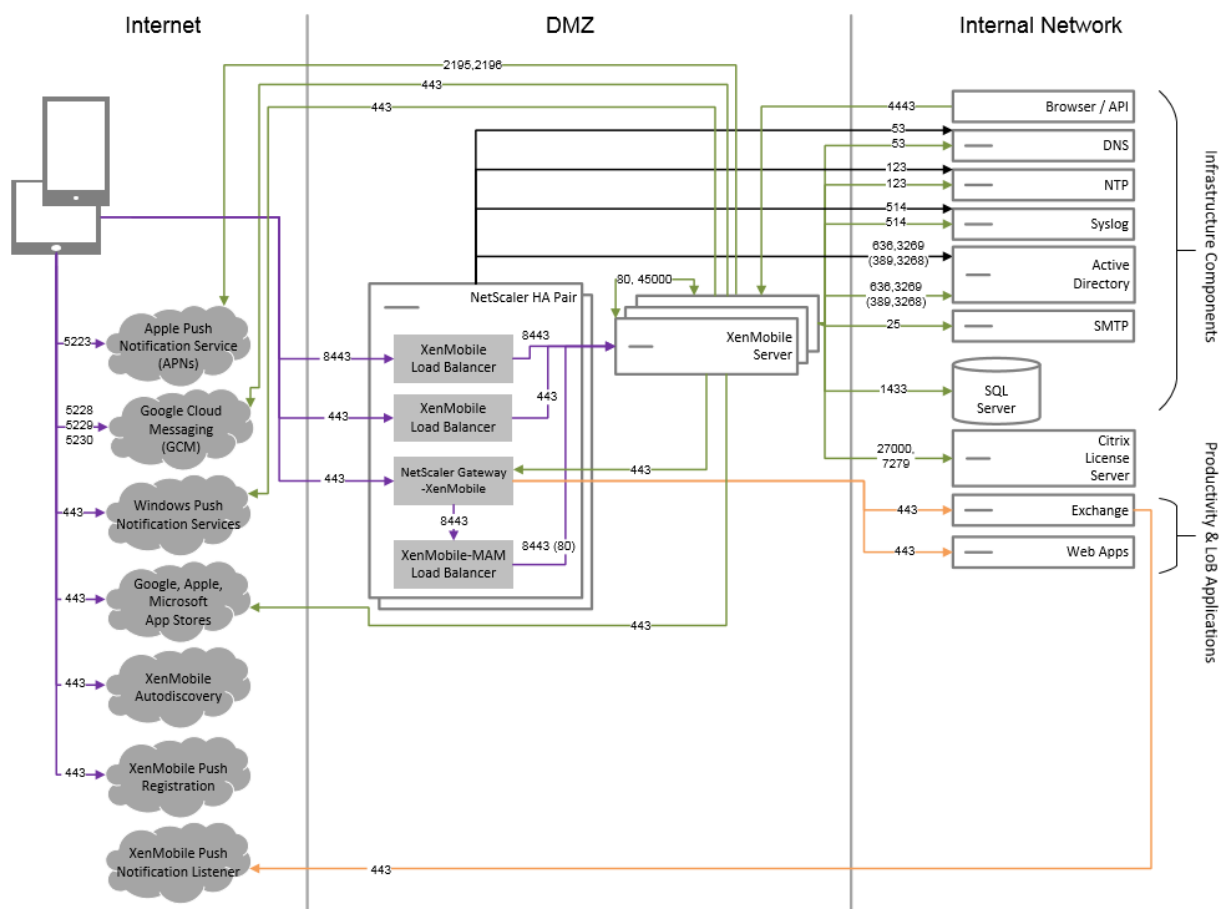 Internet
DMZ
Internal Network
2195,2196
443
443
4443
Browser / API
53
53
DNS
123
123
NTP
514
514
Syslog
636,3269
(389,3268)
636,3269
(389,3268)
Active
Directory
25
SMTP
1433
SQL
Server
27000,
7279
Citrix
License
Server
443
Exchange
443
Web Apps
Infrastructure Components
Productivity & LoB Applications
NetScaler HA Pair
80, 45000
XenMobile
Server
8443
XenMobile
Load Balancer
8443
443
XenMobile
Load Balancer
443
443
NetScaler Gateway
-XenMobile
443
8443
8443 (80)
XenMobile-MAM
Load Balancer
443
5223
Apple Push
Notification Service
(APNs)
5228
5229
5230
Google Cloud
Messaging
(GCM)
443
Windows Push
Notification Services
443
Google, Apple,
Microsoft
App Stores
443
XenMobile
Autodiscovery
443
XenMobile Push
Registration
XenMobile Push
Notification Listener
443